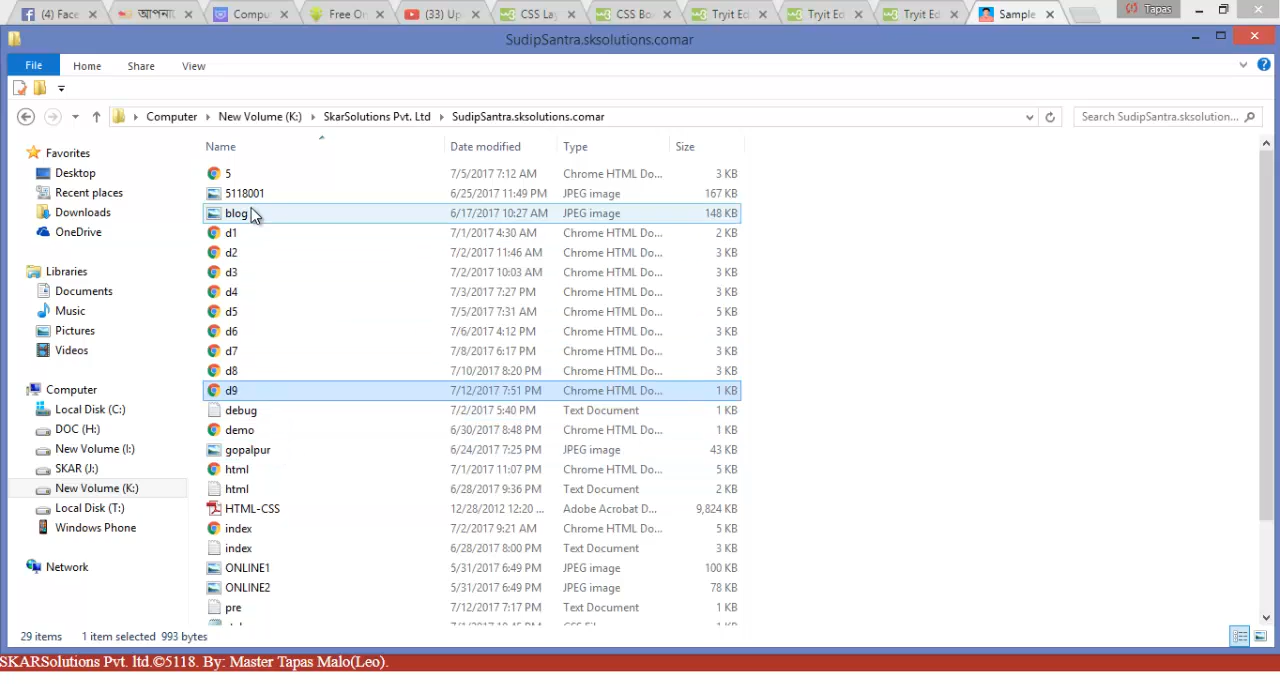 (4) Face
আপনা
Compu
Free On
(33) Up
CSS Lay
CSS Bo
Tryit Ed
Tryit Ed
Tryit Ed
Sample
Tapas
SudipSantra.sksolutions.comar
File Home Share View
Computer New Volume (K:) SkarSolutions Pvt. Ltd SudipSantra.sksolutions.comar Search SudipSantra.sksolution...
Favorites
Desktop
Recent places
Downloads
OneDrive
Libraries
Documents
Music
Pictures
Videos
Computer
Local Disk (C:)
DOC (H:)
New Volume (I:)
SKAR (J:)
New Volume (K:)
Local Disk (T:)
Windows Phone
Network
Name Date modified Type Size
5 7/5/2017 7:12 AM Chrome HTML Do... 3 KB
5118001 6/25/2017 11:49 PM JPEG image 167 KB
blog 6/17/2017 10:27 AM JPEG image 148 KB
d1 7/1/2017 4:30 AM Chrome HTML Do... 2 KB
d2 7/2/2017 11:46 AM Chrome HTML Do... 3 KB
d3 7/2/2017 10:03 AM Chrome HTML Do... 3 KB
d4 7/3/2017 7:27 PM Chrome HTML Do... 3 KB
d5 7/5/2017 7:31 AM Chrome HTML Do... 5 KB
d6 7/6/2017 4:12 PM Chrome HTML Do... 3 KB
d7 7/8/2017 6:17 PM Chrome HTML Do... 3 KB
d8 7/10/2017 8:20 PM Chrome HTML Do... 3 KB
d9 7/12/2017 7:51 PM Chrome HTML Do... 1 KB
debug 7/2/2017 5:40 PM Text Document 1 KB
demo 6/30/2017 8:48 PM Chrome HTML Do... 1 KB
gopalpur 6/24/2017 7:25 PM JPEG image 43 KB
html 7/1/2017 11:07 PM Chrome HTML Do... 5 KB
html 6/28/2017 9:36 PM Text Document 2 KB
HTML-CSS 12/28/2012 12:20 ... Adobe Acrobat D... 9,824 KB
index 7/2/2017 9:21 AM Chrome HTML Do... 5 KB
index 6/28/2017 8:00 PM Text Document 3 KB
ONLINE1 5/31/2017 6:49 PM JPEG image 100 KB
ONLINE2 5/31/2017 6:49 PM JPEG image 78 KB
pre 7/12/2017 7:17 PM Text Document 1 KB
29 items 1 item selected 993 bytes
SKARSolutions Pvt. ltd.©5118. By: Master Tapas Malo(Leo).